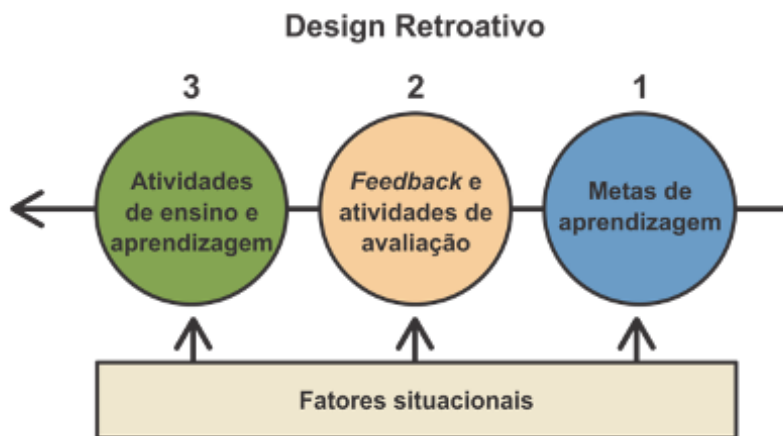 Design Retroativo
3
2
1
Atividades
de ensino e
aprendizagem
Feedback e
atividades de
avaliação
Metas de
aprendizagem
Fatores situacionais